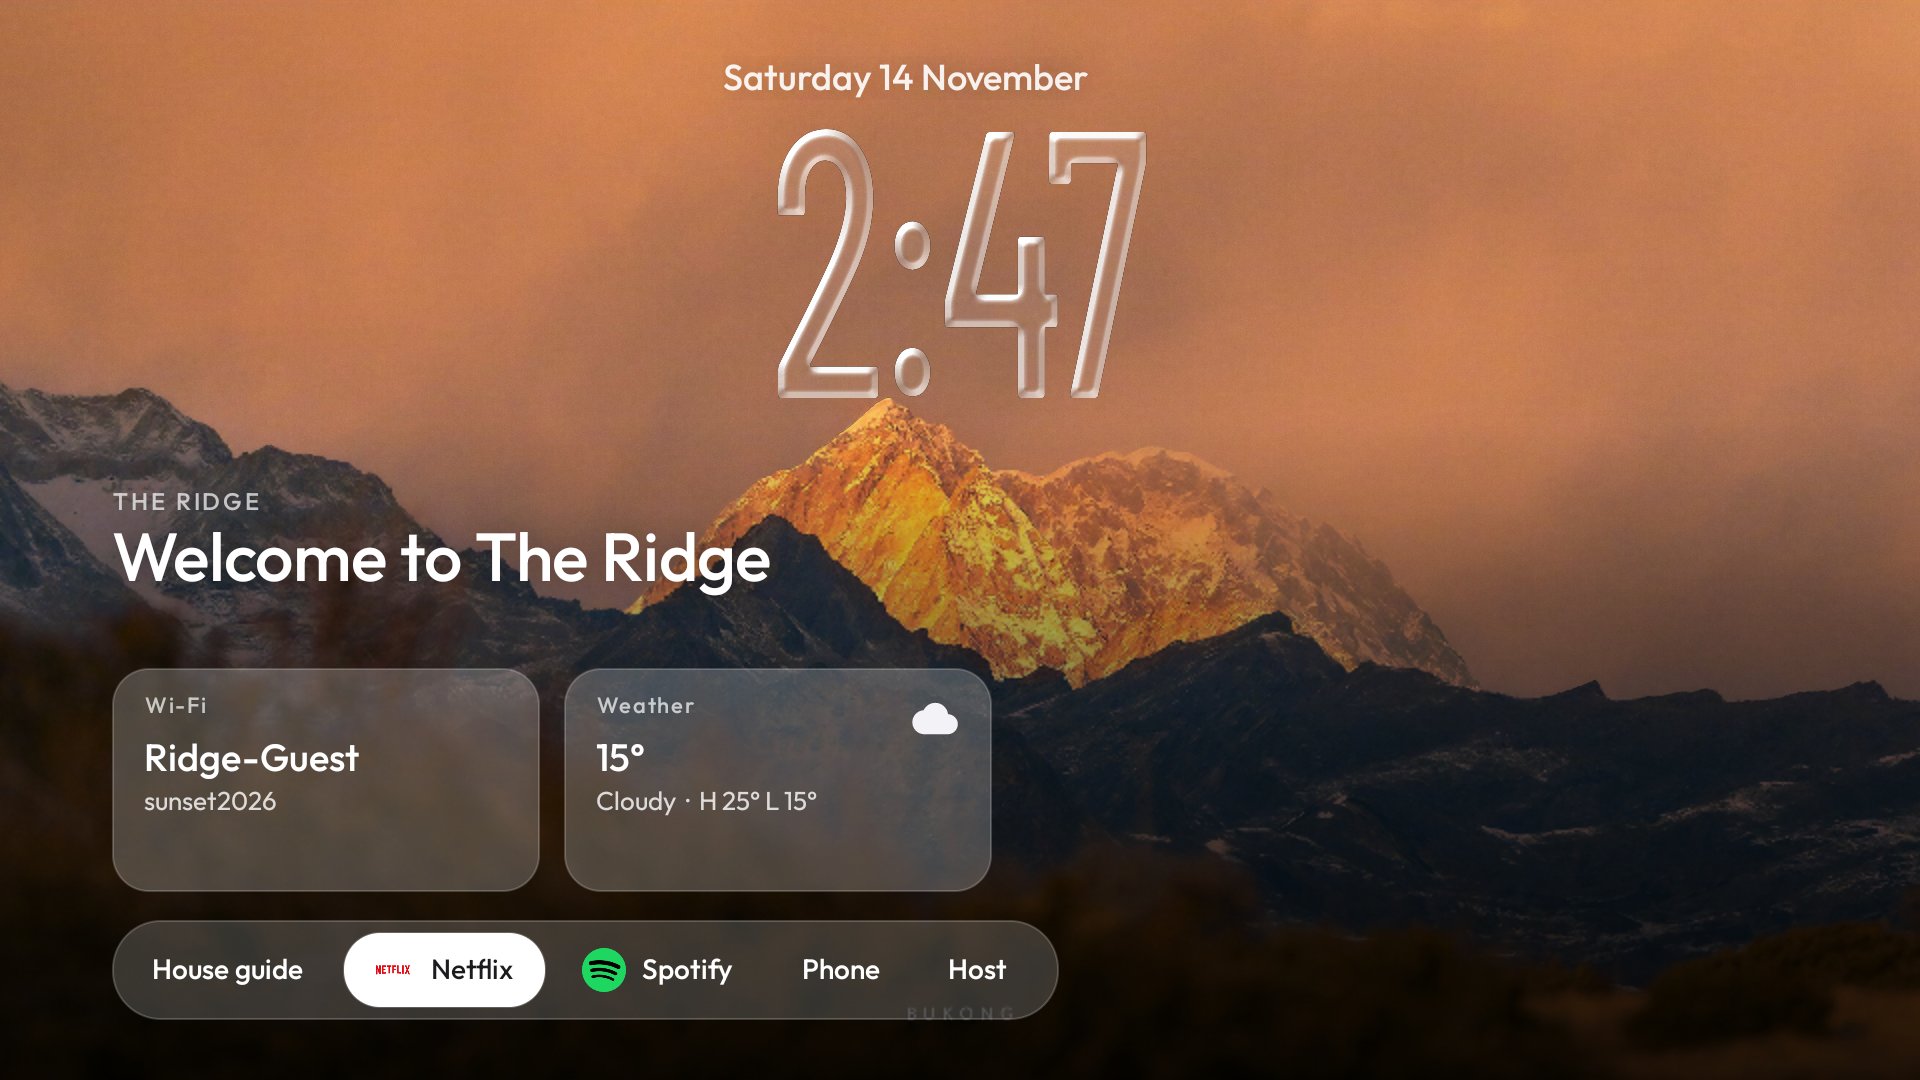 Saturday 14 November
2:47
THE RIDGE
Welcome to The Ridge
Wi-Fi
Ridge-Guest
sunset2026
Weather
15°
Cloudy · H 25° L 15°
House guide
NETFLIX Netflix
Spotify
Phone
Host
BUKONG